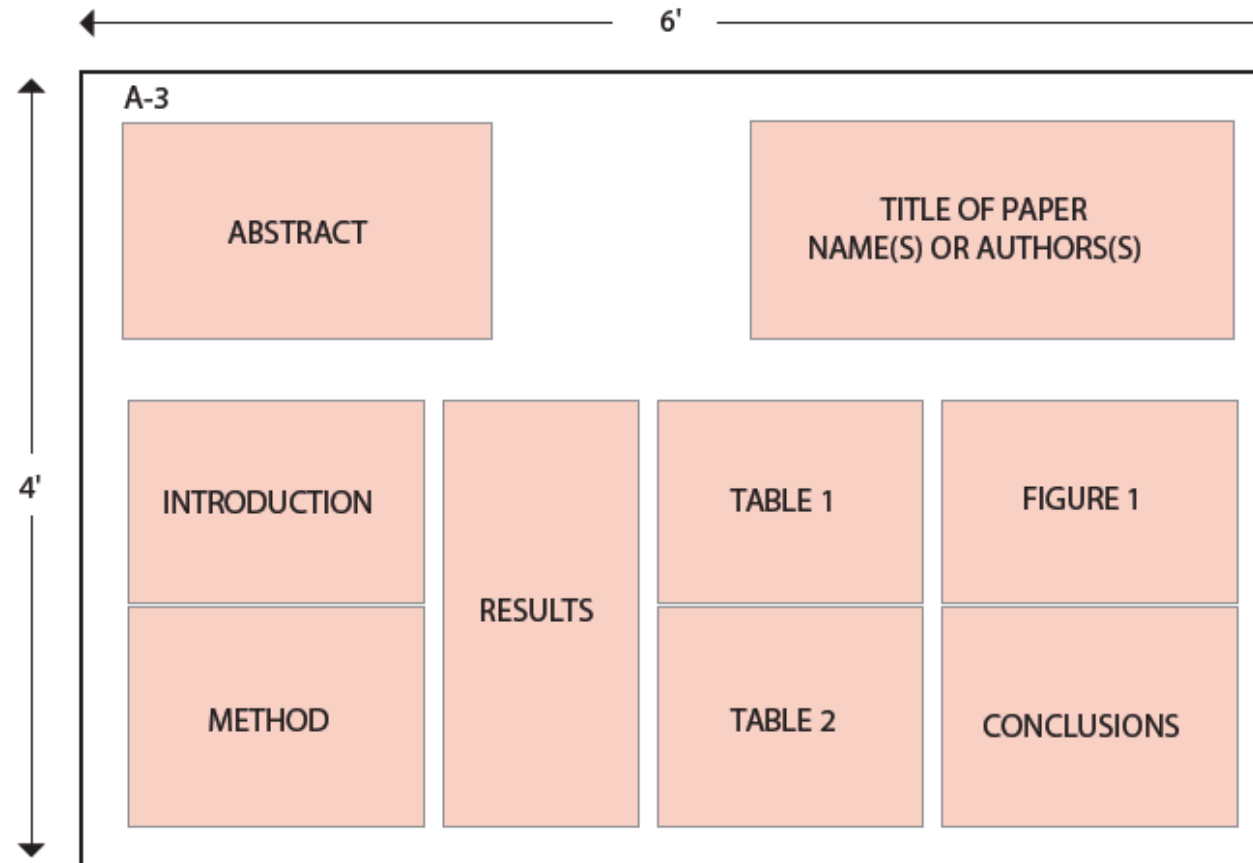 6'
A-3
ABSTRACT
TITLE OF PAPER
NAME(S) OR AUTHORS(S)
4'
INTRODUCTION
METHOD
RESULTS
TABLE 1
TABLE 2
FIGURE 1
CONCLUSIONS